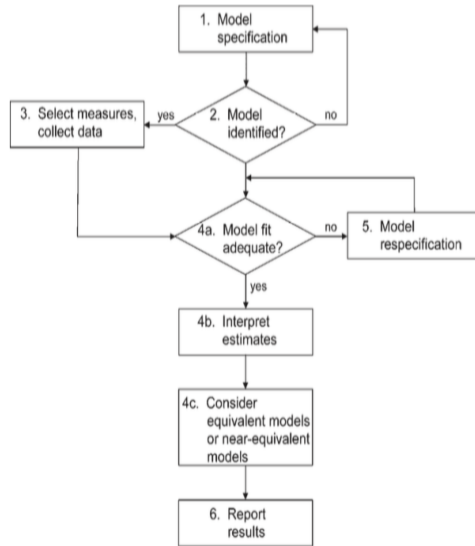 1. Model
specification
2. Model
identified?
yes
no
3. Select measures,
collect data
4a. Model fit
adequate?
no
yes
5. Model
respecification
4b. Interpret
estimates
4c. Consider
equivalent models
or near-equivalent
models
6. Report
results